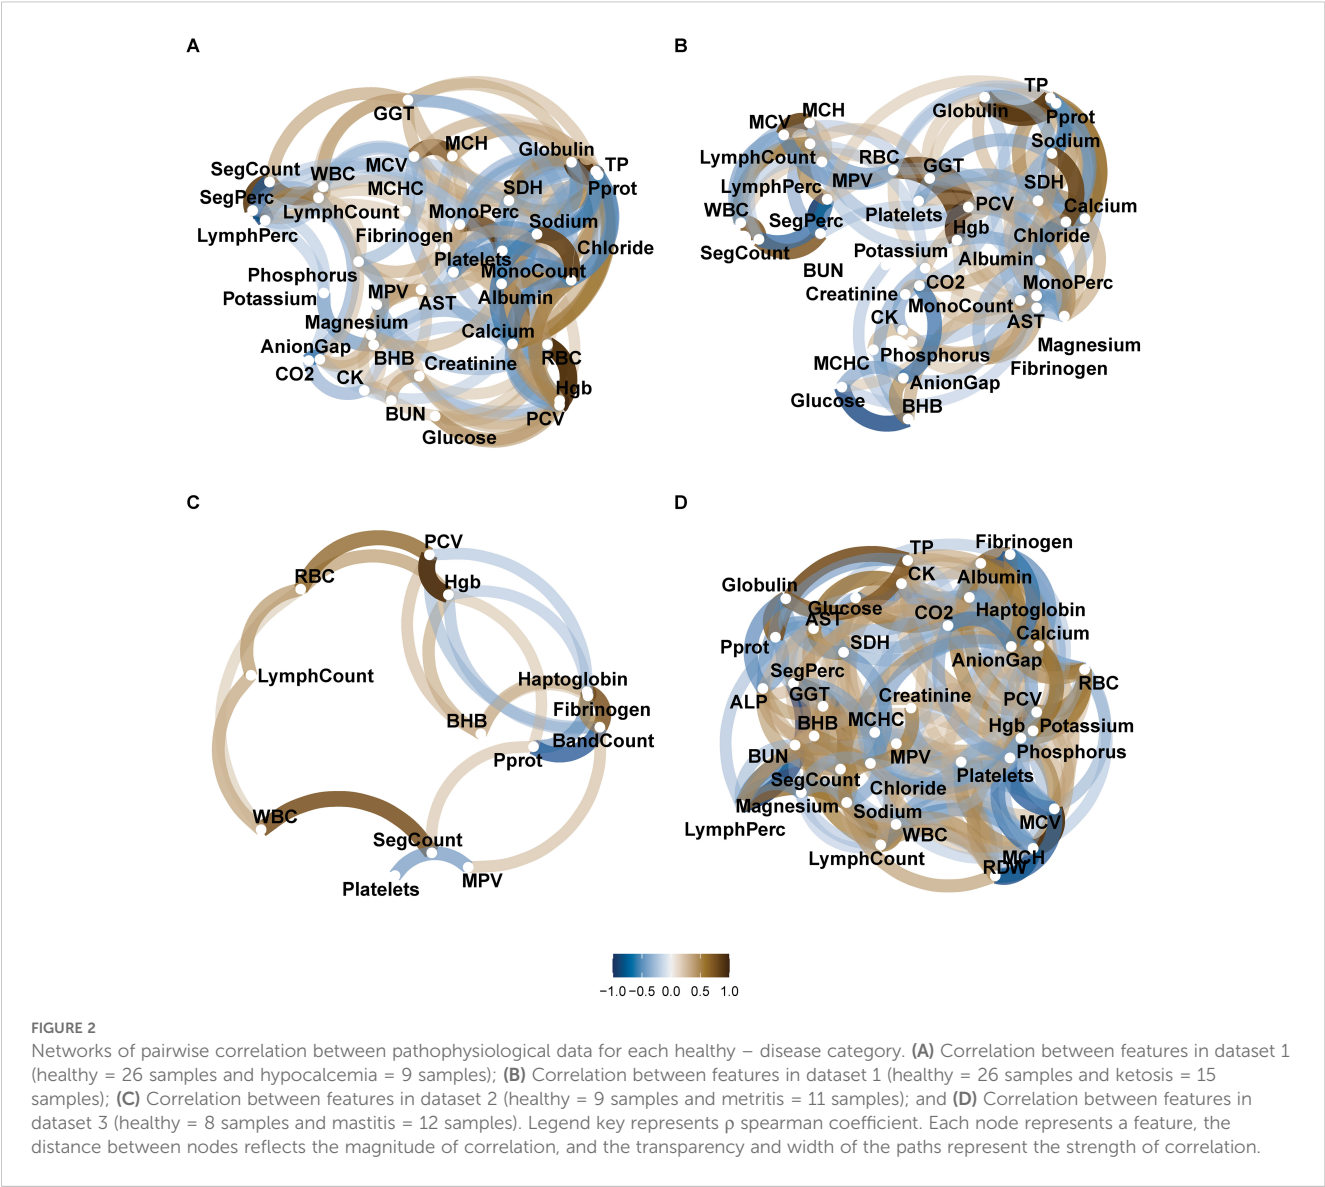 A
GGT
MCH
MCV
Globulin
TP
Pprot
SegCount
WBC
SegPerc
MCHC
SDH
LymphCount
MonoPerc
LymphPerc
Sodium
Fibrinogen
Chloride
Platelets
MonoCount
Phosphorus
MPV
AST
Albumin
Potassium
Magnesium
Calcium
AnionGap
BHB
Creatinine
RBC
CO2
CK
Hgb
BUN
PCV
Glucose
B
TP
MCH
Globulin
Pprot
MCV
Sodium
LymphCount
RBC
GGT
MPV
SDH
LymphPerc
WBC
SegPerc
Platelets
PCV
Calcium
Hgb
Chloride
SegCount
Potassium
Albumin
BUN
CO2
MonoPerc
Creatinine
MonoCount
CK
AST
Magnesium
MCHC
Phosphorus
Fibrinogen
AnionGap
Glucose
BHB
C
PCV
RBC
Hgb
LymphCount
Haptoglobin
Fibrinogen
BHB
BandCount
Pprot
WBC
SegCount
Platelets
MPV
D
TP
Fibrinogen
CK
Albumin
Globulin
Glucose
AST
CO2
Haptoglobin
Calcium
Pprot
SDH
AnionGap
SegPerc
RBC
ALP
GGT
Creatinine
PCV
BHB
MCHC
Hgb
Potassium
BUN
MPV
Phosphorus
SegCount
Platelets
Chloride
Magnesium
Sodium
LymphPerc
WBC
MCV
LymphCount
MCH
RDW
−1.0 −0.5 0.0 0.5 1.0
FIGURE 2
Networks of pairwise correlation between pathophysiological data for each healthy – disease category. (A) Correlation between features in dataset 1
(healthy = 26 samples and hypocalcemia = 9 samples); (B) Correlation between features in dataset 1 (healthy = 26 samples and ketosis = 15
samples); (C) Correlation between features in dataset 2 (healthy = 9 samples and metritis = 11 samples); and (D) Correlation between features in
dataset 3 (healthy = 8 samples and mastitis = 12 samples). Legend key represents ρ spearman coefficient. Each node represents a feature, the
distance between nodes reflects the magnitude of correlation, and the transparency and width of the paths represent the strength of correlation.